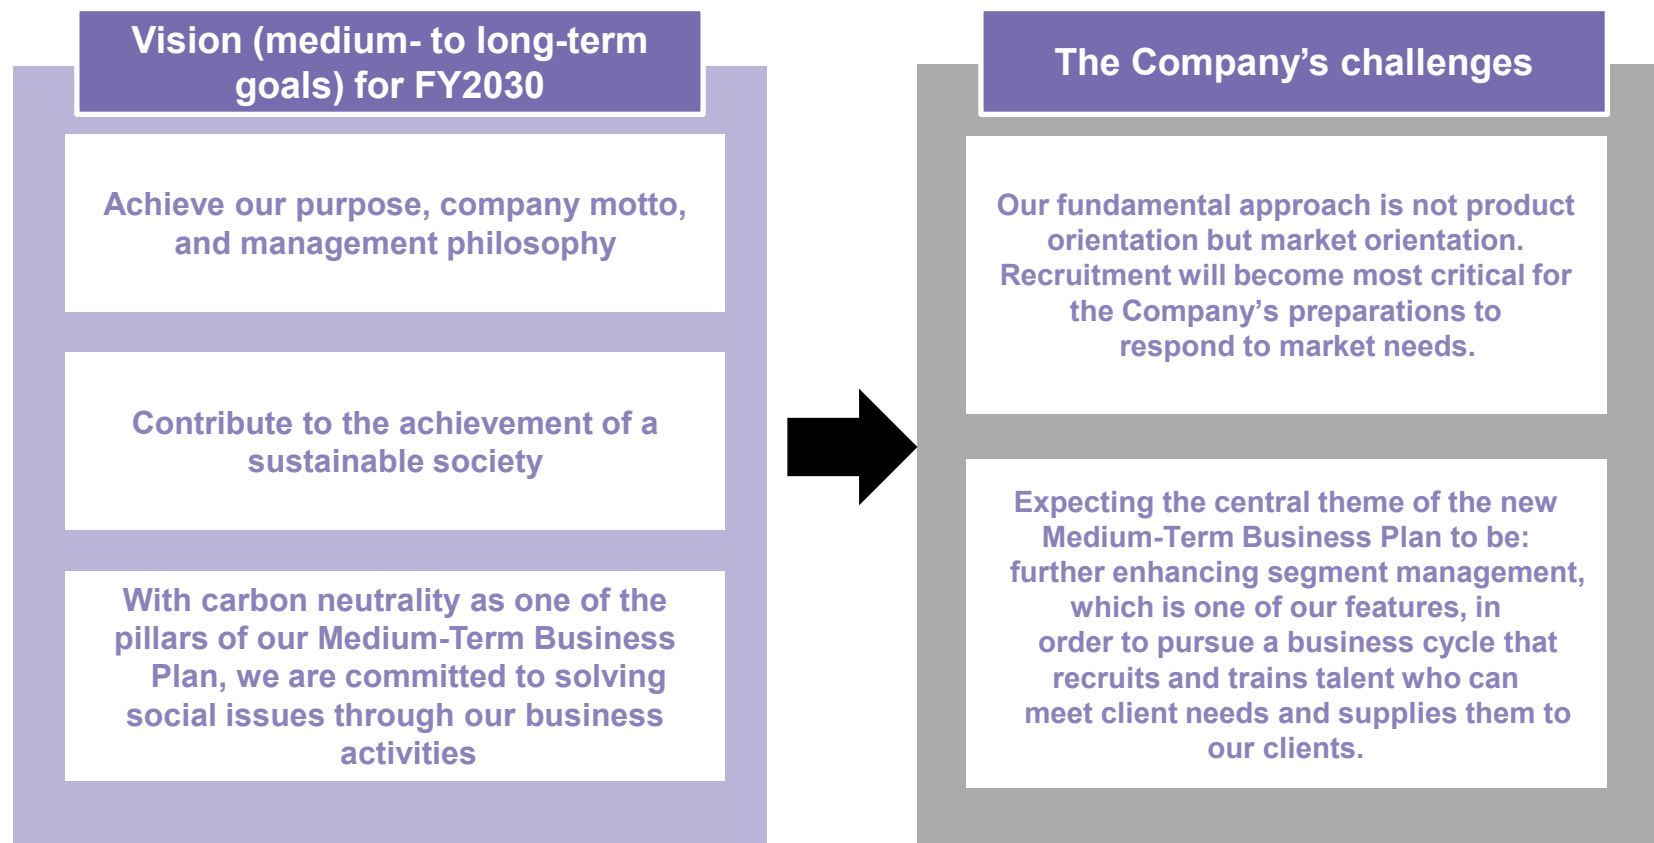 Vision (medium- to long-term
goals) for FY2030
Achieve our purpose, company motto,
and management philosophy
Contribute to the achievement of a
sustainable society
With carbon neutrality as one of the
pillars of our Medium-Term Business
Plan, we are committed to solving
social issues through our business
activities
The Company’s challenges
Our fundamental approach is not product
orientation but market orientation.
Recruitment will become most critical for
the Company’s preparations to
respond to market needs.
Expecting the central theme of the new
Medium-Term Business Plan to be:
further enhancing segment management,
which is one of our features, in
order to pursue a business cycle that
recruits and trains talent who can
meet client needs and supplies them to
our clients.